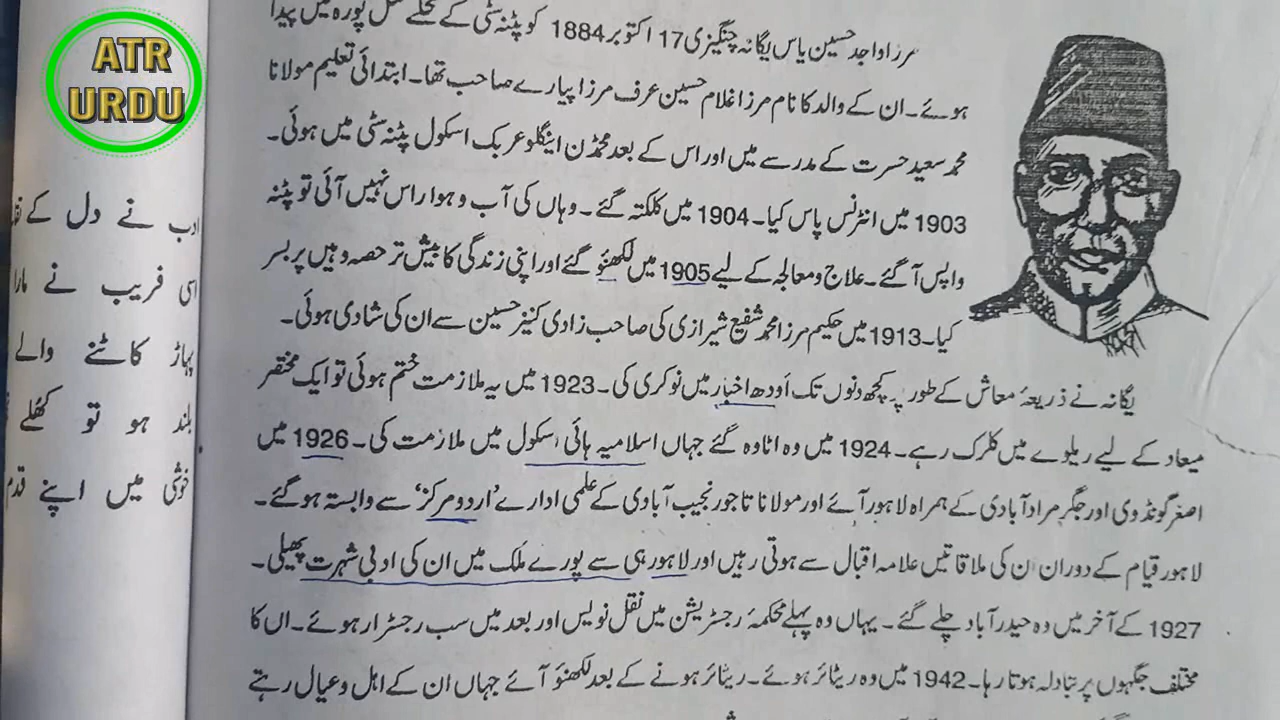 ATR
URDU
مرزا واجد حسین یاس یگانہ چنگیزی 17 اکتوبر 1884 کو پٹنہ سٹی کے محلے مغل پورہ میں پیدا
ہوئے۔ ان کے والد کا نام مرزا غلام حسین عرف مرزا پیارے صاحب تھا۔ ابتدائی تعلیم مولانا
محمد سعید حسرت کے مدرسے میں اور اس کے بعد محمڈن اینگلو عربک اسکول پٹنہ سٹی میں ہوئی۔
1903 میں انٹرنس پاس کیا۔ 1904 میں کلکتہ گئے۔ وہاں کی آب و ہوا راس نہیں آئی تو پٹنہ
واپس آ گئے۔ علاج و معالجہ کے لیے 1905 میں لکھنؤ گئے اور اپنی زندگی کا بیش تر حصہ وہیں پر بسر
کیا۔ 1913 میں حکیم مرزا محمد شفیع شیرازی کی صاحب زادی کنیز حسین سے ان کی شادی ہوئی۔
یگانہ نے ذریعۂ معاش کے طور پہ کچھ دنوں تک اَودھ اخبار میں نوکری کی۔ 1923 میں یہ ملازمت ختم ہوئی تو ایک مختصر
میعاد کے لیے ریلوے میں کلرک رہے۔ 1924 میں وہ اٹاوہ گئے جہاں اسلامیہ ہائی اسکول میں ملازمت کی۔ 1926 میں
اصغر گونڈوی اور جگر مراد آبادی کے ہمراہ لاہور آئے اور مولانا تاجور نجیب آبادی کے علمی ادارے ’اردو مرکز‘ سے وابستہ ہو گئے۔
لاہور قیام کے دوران ان کی ملاقاتیں علامہ اقبال سے ہوتی رہیں اور لاہور ہی سے پورے ملک میں ان کی ادبی شہرت پھیلی۔
1927 کے آخر میں وہ حیدر آباد چلے گئے۔ یہاں وہ پہلے محکمۂ رجسٹریشن میں نقل نویس اور بعد میں سب رجسٹرار ہوئے۔ اں کا
مختلف جگہوں پر تبادلہ ہوتا رہا۔ 1942 میں وہ ریٹائر ہوئے۔ ریٹائر ہونے کے بعد لکھنؤ آئے جہاں ان کے اہل و عیال رہتے
ادب نے دل کے
اسی فریب نے مارا
پہاڑ کاٹنے والے
بلند ہو تو کھلے
خوشی میں اپنے قدم